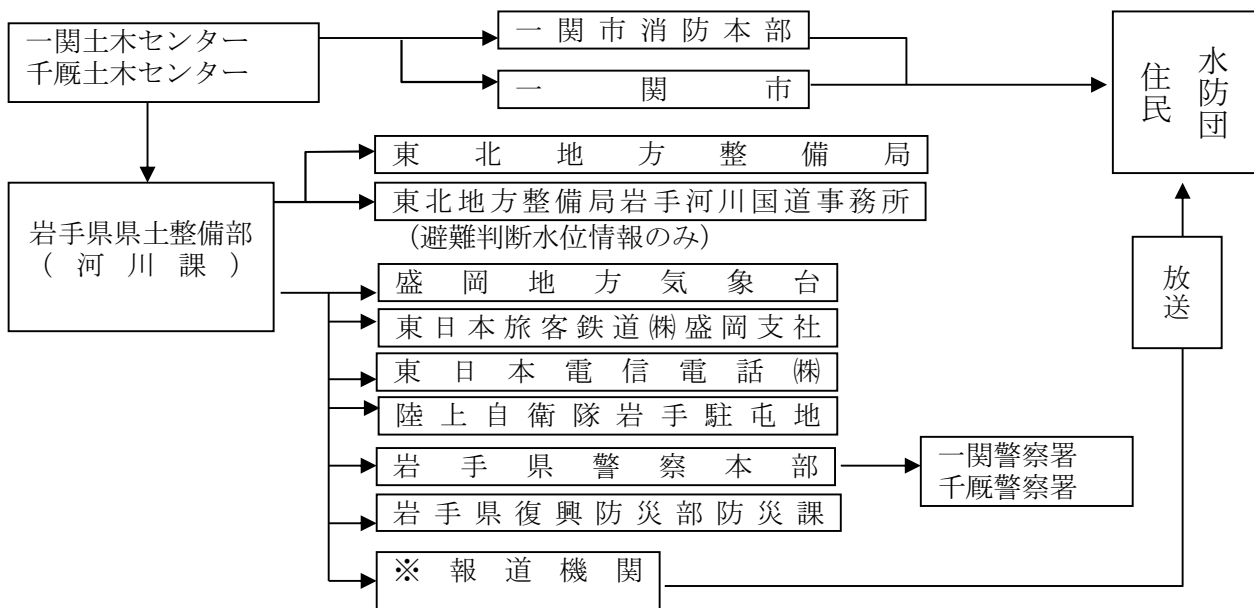 一関土木センター
千厩土木センター
一関市消防本部
一関市
水防団
住民
東北地方整備局
東北地方整備局岩手河川国道事務所
(避難判断水位情報のみ)
岩手県県土整備部
(河川課)
盛岡地方気象台
東日本旅客鉄道㈱盛岡支社
東日本電信電話㈱
陸上自衛隊岩手駐屯地
岩手県警察本部
一関警察署
千厩警察署
岩手県復興防災部防災課
※報道機関
放送